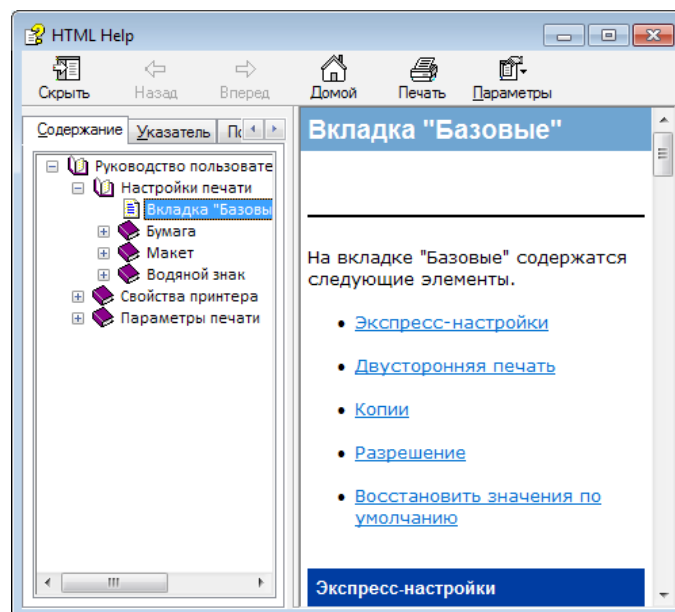 HTML Help
Скрыть Назад Вперед Домой Печать Параметры
Содержание Указатель
Руководство пользовате
Настройки печати
Вкладка "Базовы
Бумага
Макет
Водяной знак
Свойства принтера
Параметры печати
Вкладка "Базовые"
На вкладке "Базовые" содержатся
следующие элементы.
Экспресс-настройки
Двусторонняя печать
Копии
Разрешение
Восстановить значения по
умолчанию
Экспресс-настройки